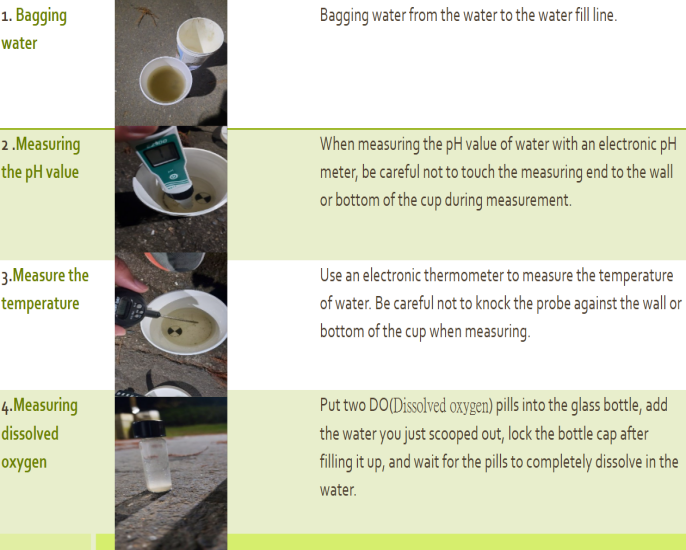 1. Bagging
water
Bagging water from the water to the water fill line.
2 .Measuring
the pH value
When measuring the pH value of water with an electronic pH
meter, be careful not to touch the measuring end to the wall
or bottom of the cup during measurement.
3.Measure the
temperature
Use an electronic thermometer to measure the temperature
of water. Be careful not to knock the probe against the wall or
bottom of the cup when measuring.
4.Measuring
dissolved
oxygen
Put two DO(Dissolved oxygen) pills into the glass bottle, add
the water you just scooped out, lock the bottle cap after
filling it up, and wait for the pills to completely dissolve in the
water.